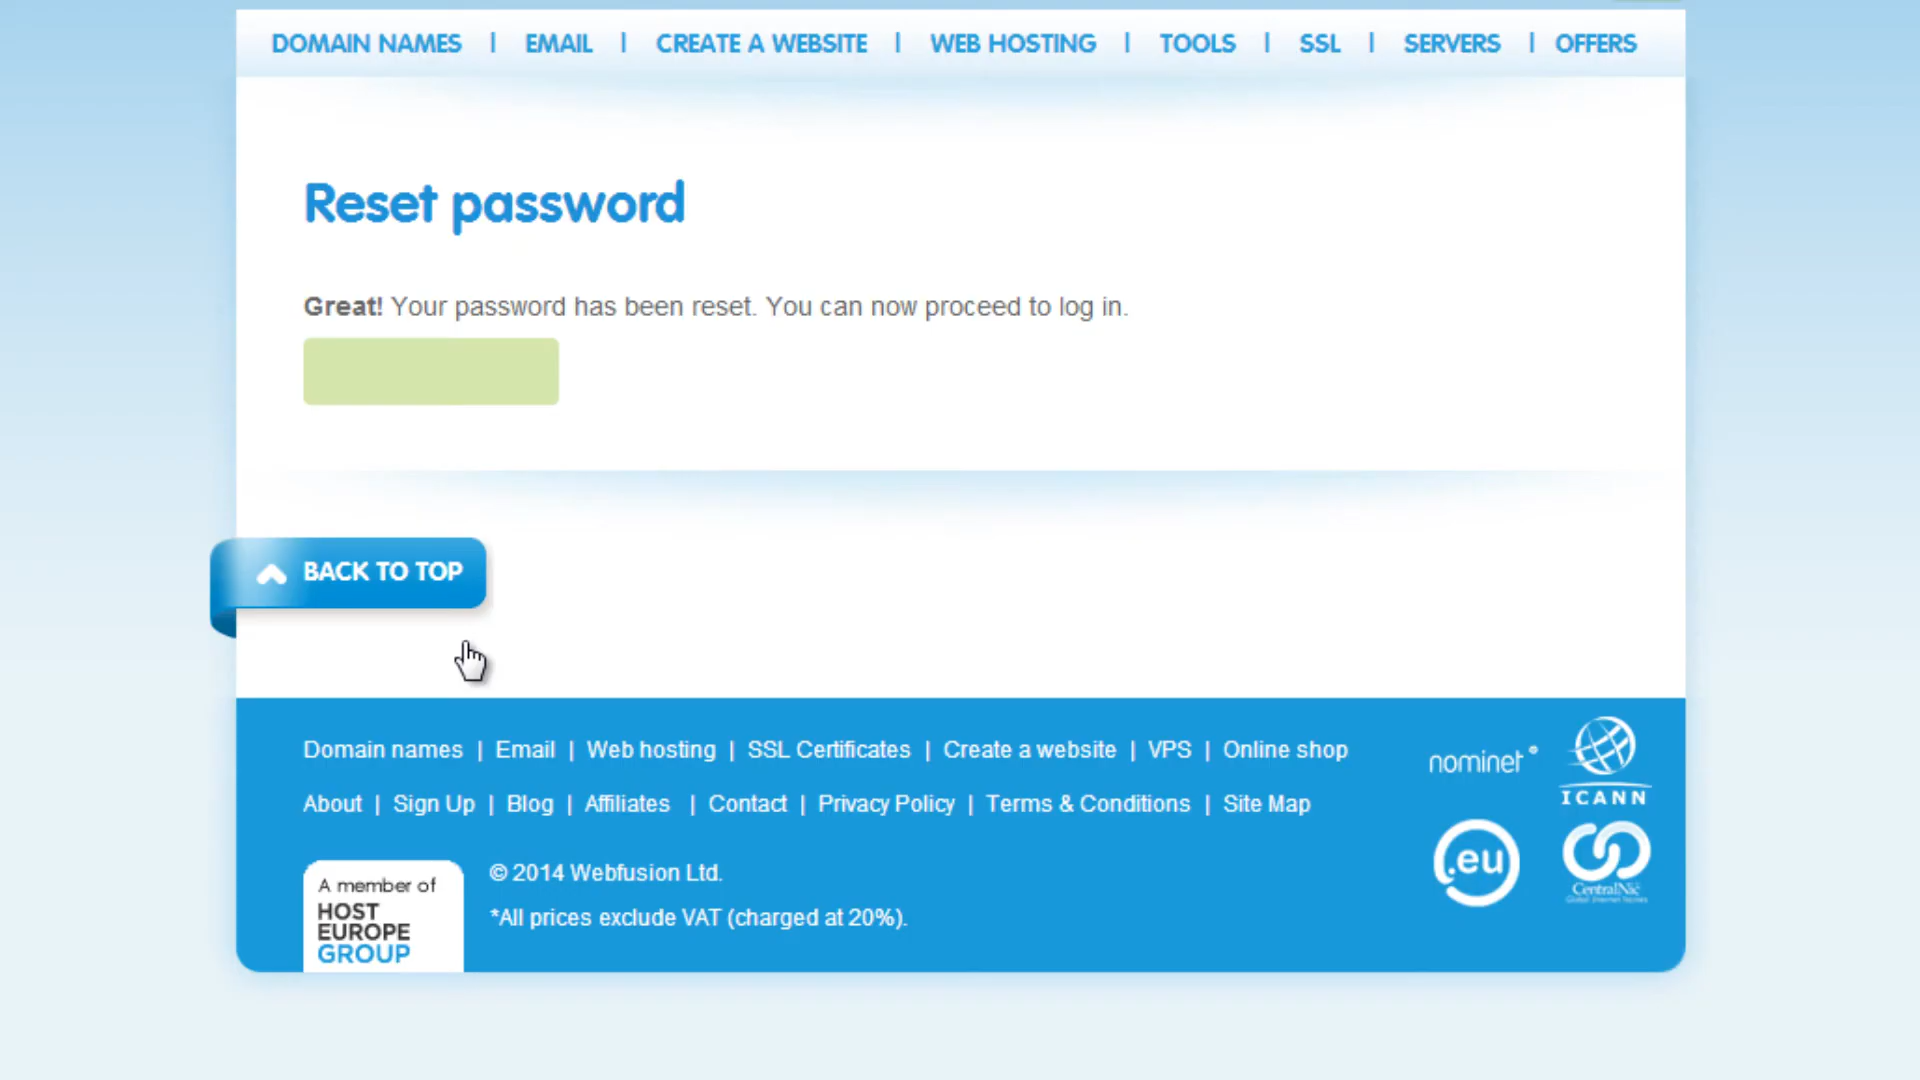 DOMAIN NAMES | EMAIL | CREATE A WEBSITE | WEB HOSTING | TOOLS | SSL | SERVERS | OFFERS
Reset password
Great! Your password has been reset. You can now proceed to log in.
BACK TO TOP
Domain names | Email | Web hosting | SSL Certificates | Create a website | VPS | Online shop
nominet
ICANN
About | Sign Up | Blog | Affiliates | Contact | Privacy Policy | Terms & Conditions | Site Map
.eu
CentralNic
Global Internet Names
A member of
HOST
EUROPE
GROUP
© 2014 Webfusion Ltd.
*All prices exclude VAT (charged at 20%).